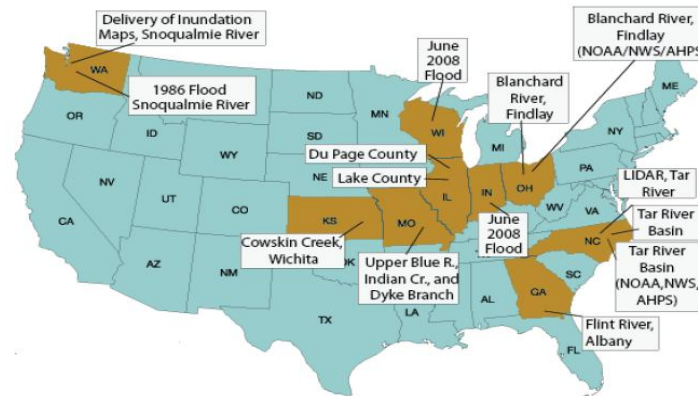 Delivery of Inundation
Maps, Snoqualmie River
1986 Flood
Snoqualmie River
June
2008
Flood
Blanchard River,
Findlay
(NOAA/NWS/AHPS)
Blanchard
River,
Findlay
Du Page County
Lake County
LIDAR, Tar
River
Tar River
Basin
Tar River
Basin
(NOAA,NWS,
AHPS)
Cowskin Creek,
Wichita
Upper Blue R.,
Indian Cr., and
Dyke Branch
June
2008
Flood
Flint River,
Albany
WA
OR
ID
ND
SD
MN
WI
MI
NY
ME
WY
NE
NV
UT
CO
CA
AZ
NM
KS
MO
IL
IN
OH
PA
WV
VA
NC
SC
OK
TX
LA
AL
GA
FL